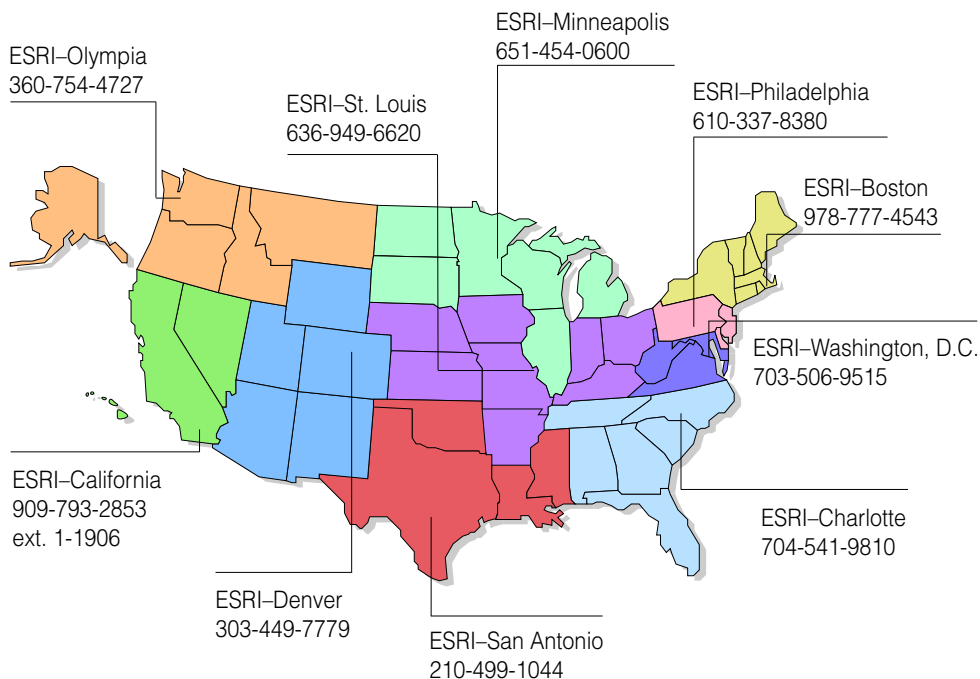 ESRI–Minneapolis
651-454-0600
ESRI–Olympia
360-754-4727
ESRI–St. Louis
636-949-6620
ESRI–Philadelphia
610-337-8380
ESRI–Boston
978-777-4543
ESRI–Washington, D.C.
703-506-9515
ESRI–California
909-793-2853
ext. 1-1906
ESRI–Charlotte
704-541-9810
ESRI–Denver
303-449-7779
ESRI–San Antonio
210-499-1044